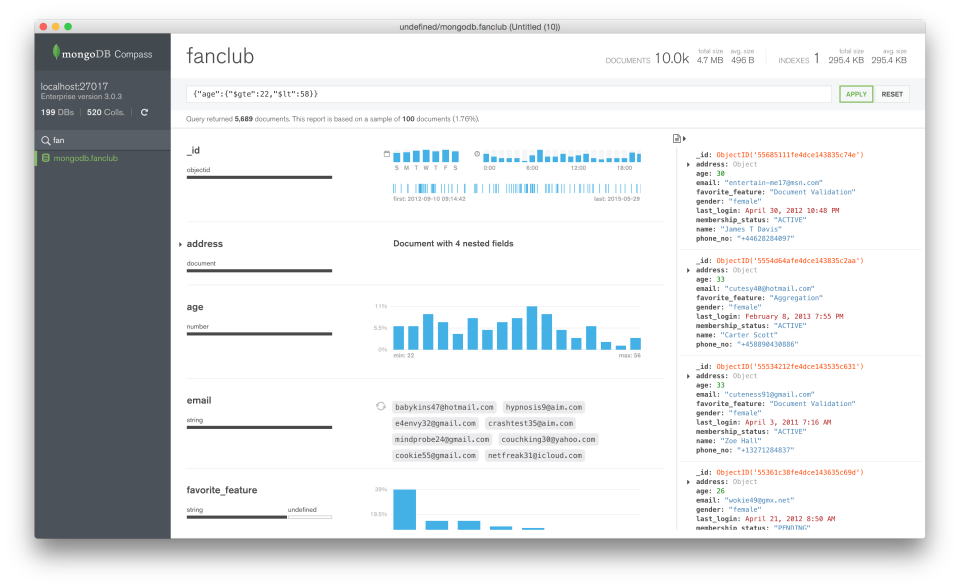 undefined/mongodb.fanclub (Untitled (10))
mongoDB Compass
localhost:27017
Enterprise version 3.0.3
199 DBs | 520 Colls.
fan
mongodb.fanclub
fanclub
DOCUMENTS 10.0k total size 4.7 MB avg. size 496 B INDEXES 1 total size 295.4 KB avg. size 295.4 KB
{"age":{"$gte":22,"$lt":58}}
APPLY RESET
Query returned 5,689 documents. This report is based on a sample of 100 documents (1.76%).
_id
objectid
S M T W T F S
0:00 6:00 12:00 18:00
first: 2012-09-10 09:14:42 last: 2015-05-29
address
document
Document with 4 nested fields
age
number
11%
5.5%
0%
min: 22 max: 56
email
string
babykins47@hotmail.com hypnosis9@aim.com
e4envy32@gmail.com crashtest35@aim.com
mindprobe24@gmail.com couchking30@yahoo.com
cookie55@gmail.com netfreak31@icloud.com
favorite_feature
string undefined
39%
19.5%
_id: ObjectID('55685111fe4dce143835c74e')
address: Object
age: 30
email: "entertain-me17@msn.com"
favorite_feature: "Document Validation"
gender: "female"
last_login: April 30, 2012 10:48 PM
membership_status: "ACTIVE"
name: "James T Davis"
phone_no: "+44628284097"
_id: ObjectID('5554d64afe4dce143835c2aa')
address: Object
age: 33
email: "cutesy40@hotmail.com"
favorite_feature: "Aggregation"
gender: "female"
last_login: February 8, 2013 7:55 PM
membership_status: "ACTIVE"
name: "Carter Scott"
phone_no: "+458890430886"
_id: ObjectID('55534212fe4dce143535c631')
address: Object
age: 33
email: "cuteness91@gmail.com"
favorite_feature: "Document Validation"
gender: "female"
last_login: April 3, 2011 7:16 AM
membership_status: "ACTIVE"
name: "Zoe Hall"
phone_no: "+13271284837"
_id: ObjectID('55361c38fe4dce143635c69d')
address: Object
age: 26
email: "wokie49@gmx.net"
gender: "female"
last_login: April 21, 2012 8:50 AM
membership_status: "PENDING"